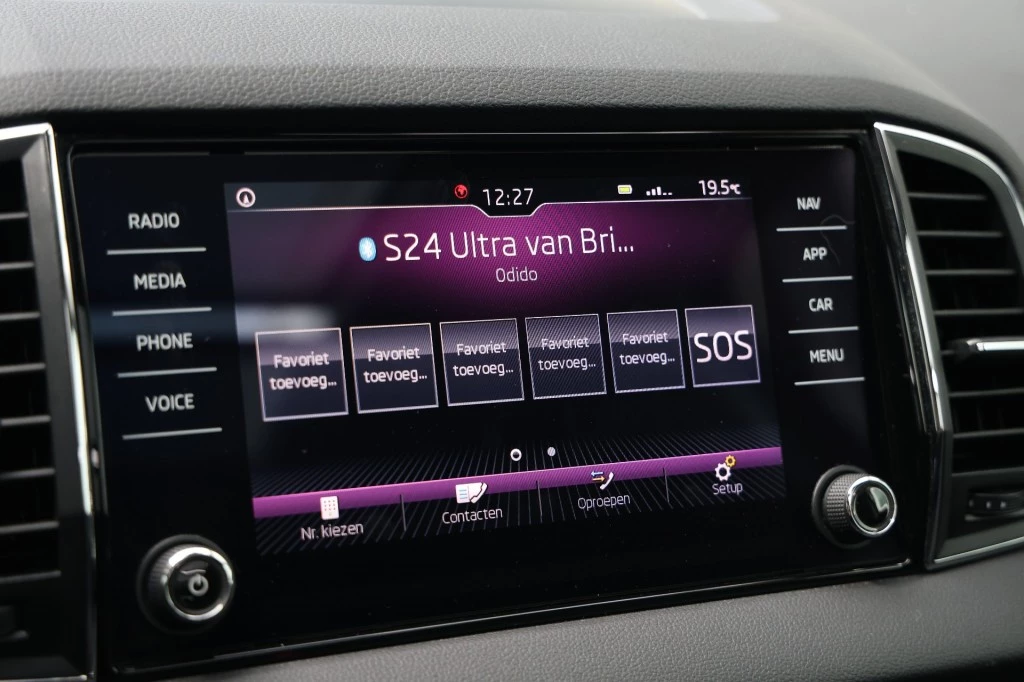 RADIO
MEDIA
PHONE
VOICE
12:27
19.5°C
S24 Ultra van Bri...
Odido
Favoriet
toevoeg...
Favoriet
toevoeg...
Favoriet
toevoeg...
Favoriet
toevoeg...
Favoriet
toevoeg...
SOS
Nr. kiezen
Contacten
Oproepen
Setup
NAV
APP
CAR
MENU